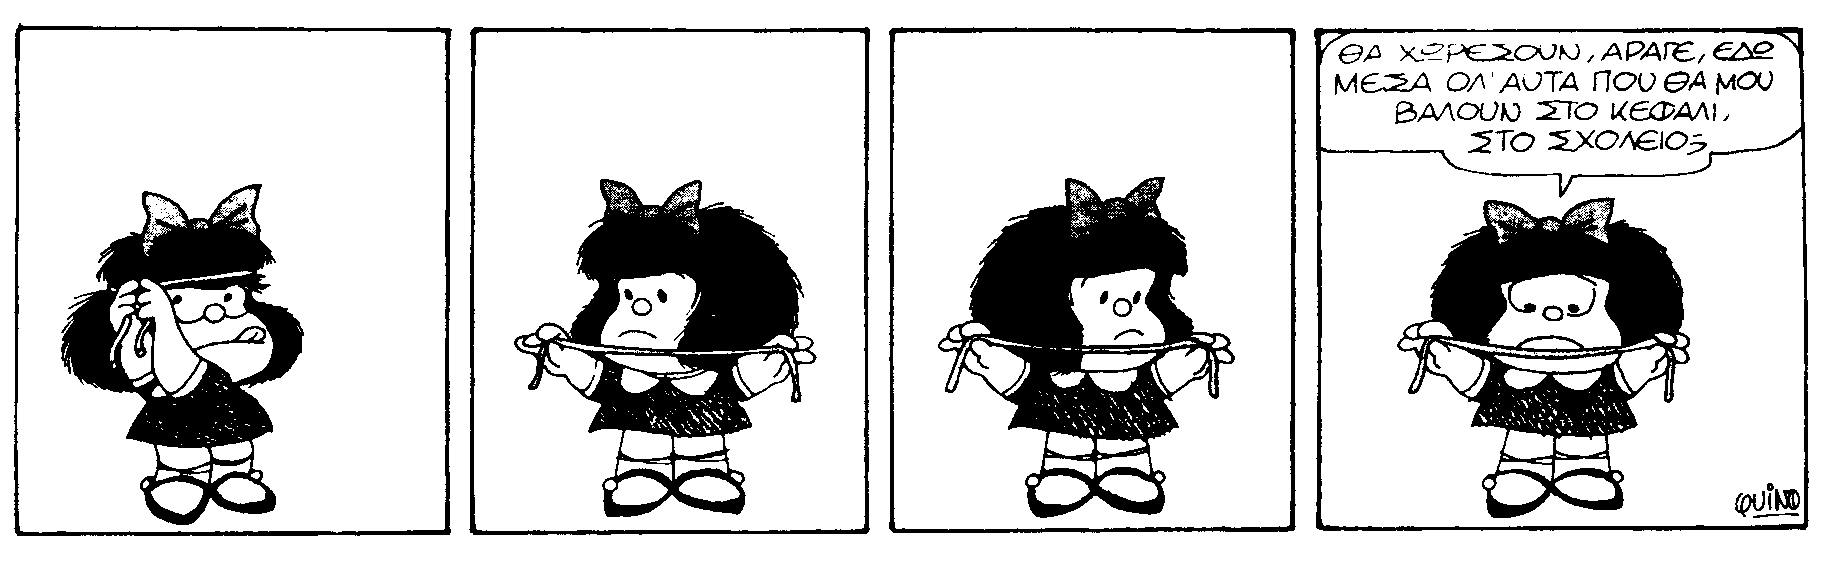 ΘΑ ΧΩΡΕΣΟΥΝ, ΑΡΑΓΕ, ΕΔΩ
ΜΕΣΑ ΟΛ' ΑΥΤΑ ΠΟΥ ΘΑ ΜΟΥ
ΒΑΛΟΥΝ ΣΤΟ ΚΕΦΑΛΙ,
ΣΤΟ ΣΧΟΛΕΙΟ;
QUINO